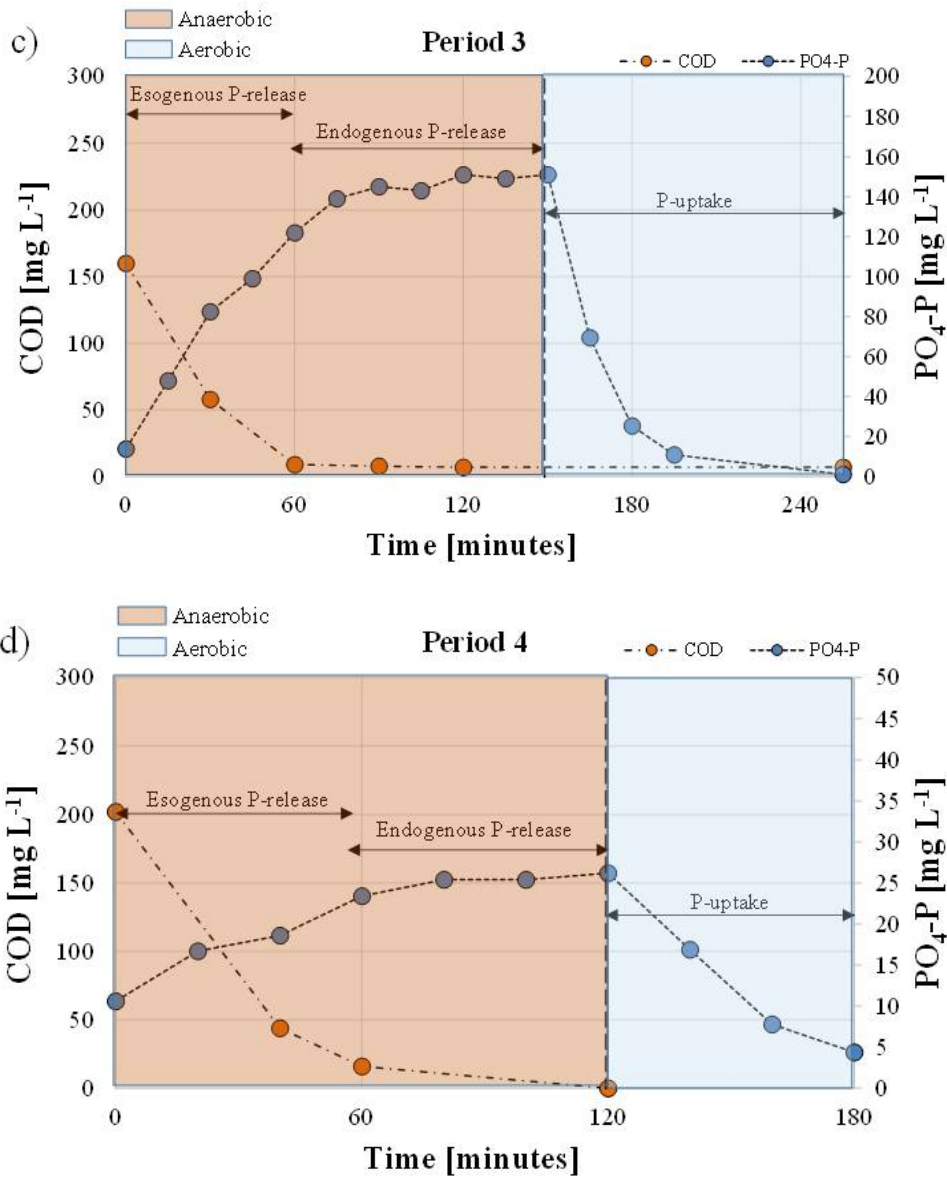 c)
Anaerobic
Aerobic
Period 3
COD
PO4-P
300
250
200
150
100
50
0
COD [mg L⁻¹]
Esogenous P-release
Endogenous P-release
P-uptake
200
180
160
140
120
100
80
60
40
20
0
PO₄-P [mg L⁻¹]
0
60
120
180
240
Time [minutes]
d)
Anaerobic
Aerobic
Period 4
COD
PO4-P
300
250
200
150
100
50
0
COD [mg L⁻¹]
Esogenous P-release
Endogenous P-release
P-uptake
50
45
40
35
30
25
20
15
10
5
0
PO₄-P [mg L⁻¹]
0
60
120
180
Time [minutes]